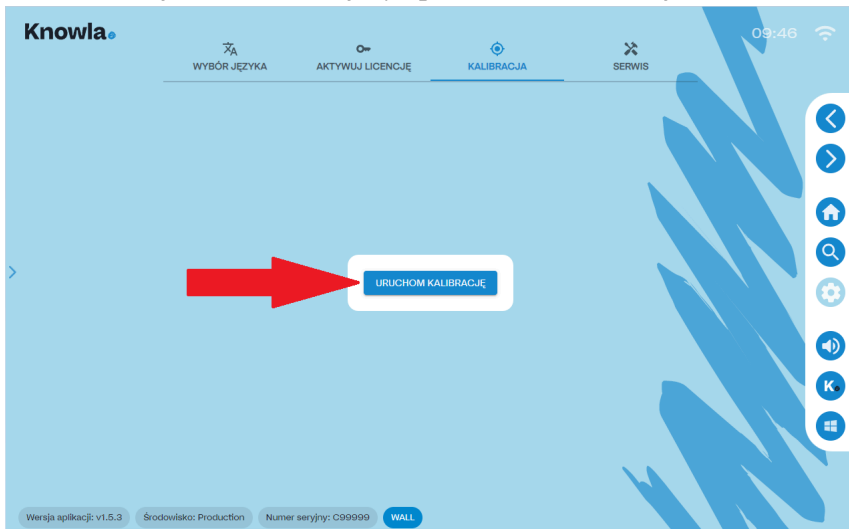 Knowla.
09:46
WYBÓR JĘZYKA
AKTYWUJ LICENCJĘ
KALIBRACJA
SERWIS
URUCHOM KALIBRACJĘ
K.
Wersja aplikacji: v1.5.3
Środowisko: Production
Numer seryjny: C99999
WALL